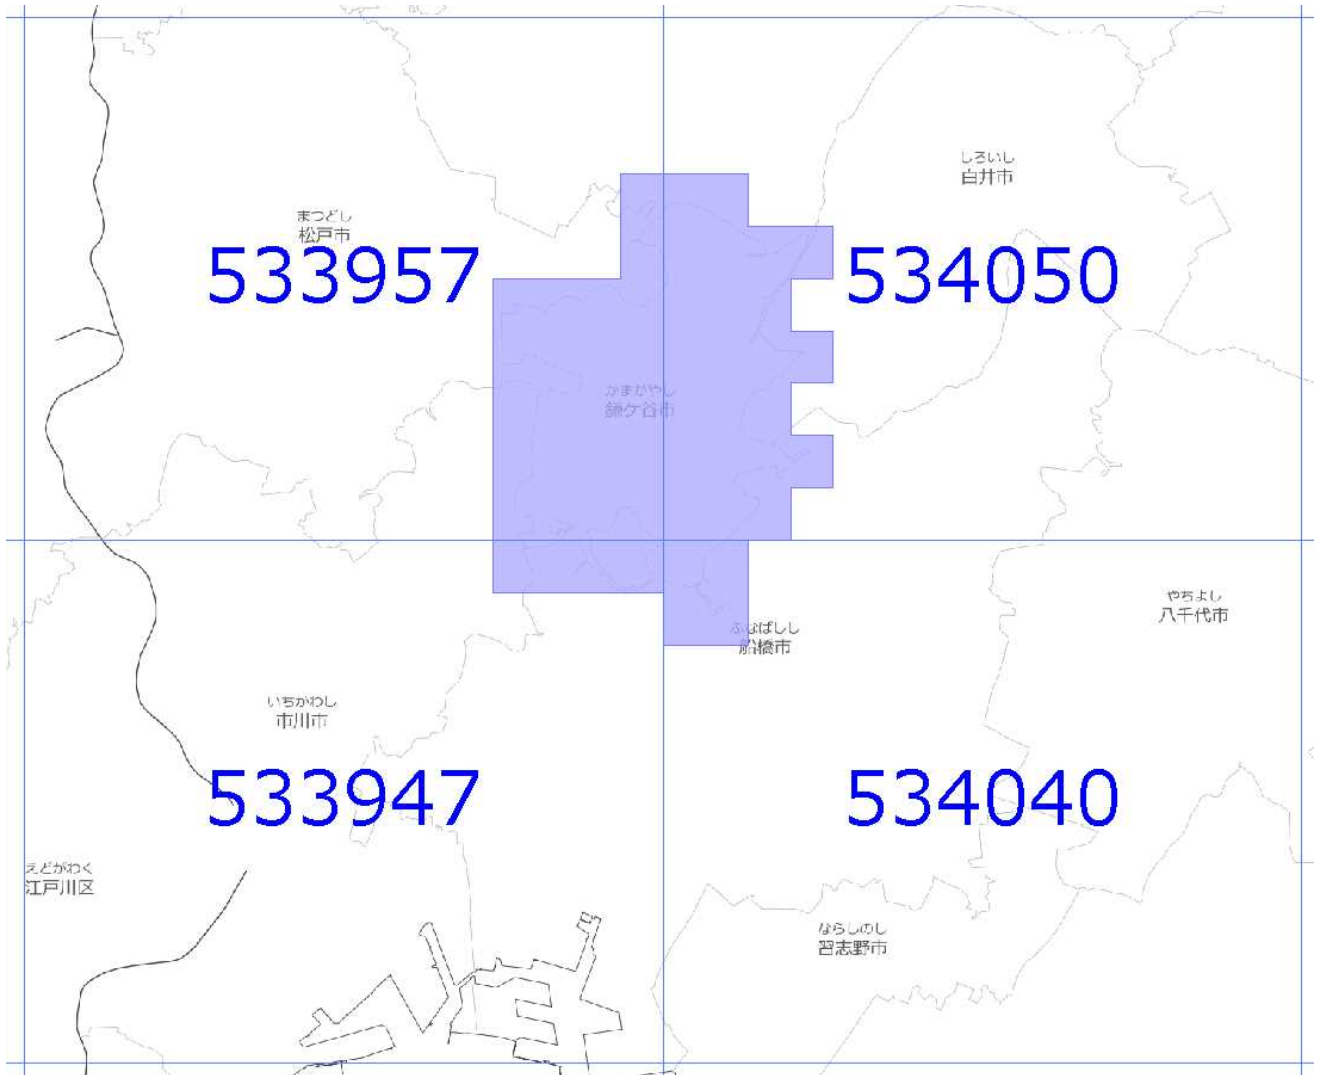 しろいし
白井市
まつどし
松戸市
533957
534050
かまがやし
鎌ケ谷市
やちよし
八千代市
ふなばしし
船橋市
いちかわし
市川市
533947
534040
えどがわく
江戸川区
ならしのし
習志野市